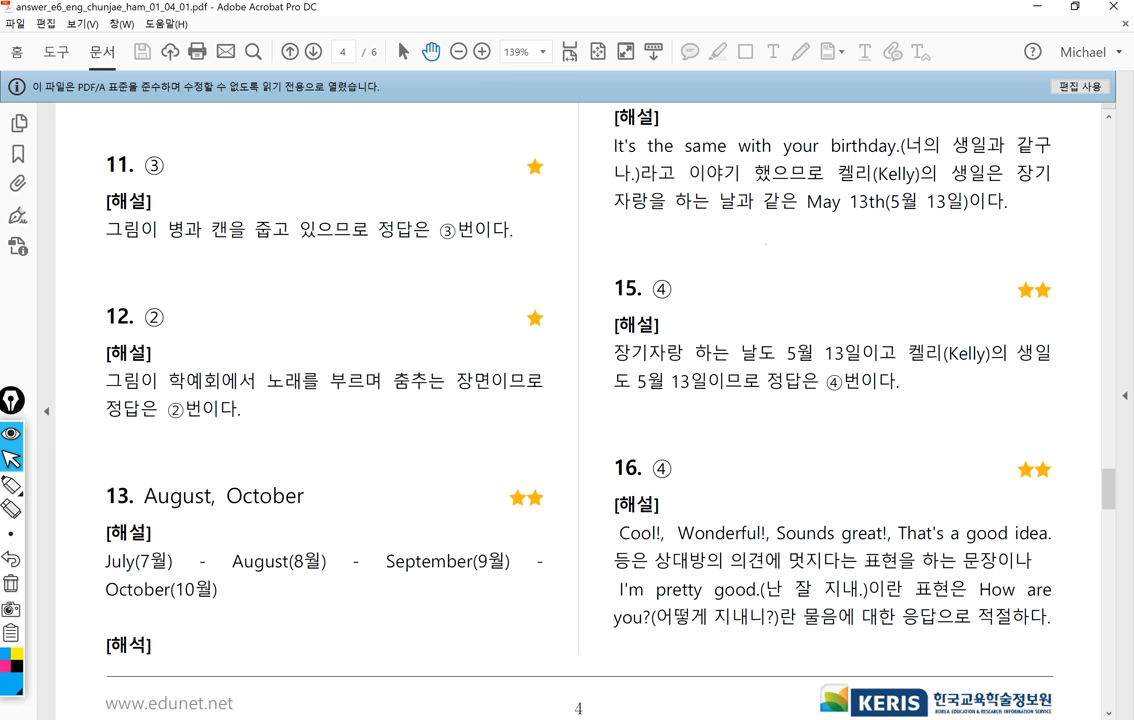 answer_e6_eng_chunjae_ham_01_04_01.pdf - Adobe Acrobat Pro DC
파일 편집 보기(V) 창(W) 도움말(H)
홈 도구 문서 4 / 6 139% Michael
이 파일은 PDF/A 표준을 준수하며 수정할 수 없도록 읽기 전용으로 열렸습니다. 편집 사용
11. ③
[해설]
그림이 병과 캔을 줍고 있으므로 정답은 ③번이다.
12. ②
[해설]
그림이 학예회에서 노래를 부르며 춤추는 장면이므로
정답은 ②번이다.
13. August, October
[해설]
July(7월) - August(8월) - September(9월) -
October(10월)
[해석]
[해설]
It's the same with your birthday.(너의 생일과 같구
나.)라고 이야기 했으므로 켈리(Kelly)의 생일은 장기
자랑을 하는 날과 같은 May 13th(5월 13일)이다.
15. ④
[해설]
장기자랑 하는 날도 5월 13일이고 켈리(Kelly)의 생일
도 5월 13일이므로 정답은 ④번이다.
16. ④
[해설]
Cool!, Wonderful!, Sounds great!, That's a good idea.
등은 상대방의 의견에 멋지다는 표현을 하는 문장이나
I'm pretty good.(난 잘 지내.)이란 표현은 How are
you?(어떻게 지내니?)란 물음에 대한 응답으로 적절하다.
www.edunet.net
4
KERIS 한국교육학술정보원
KOREA EDUCATION & RESEARCH INFORMATION SERVICE